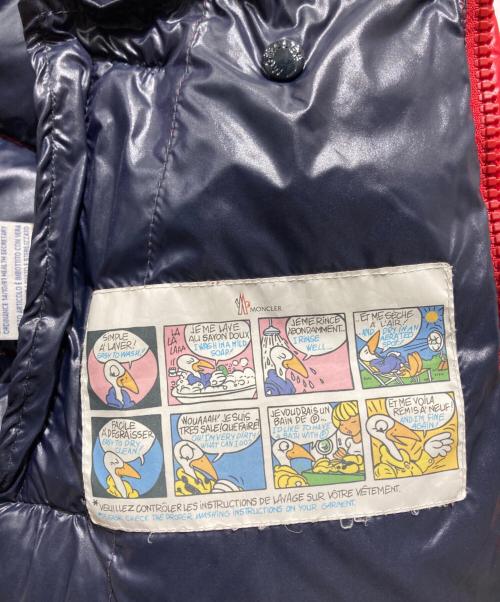 MONCLER
SIMPLE
À LAVER!
EASY TO WASH!
LA
LA
LAAA
JE ME LAVE
AU SAVON DOUX
I WASH IN A MILD
SOAP!
JE ME RINCE
ABONDAMMENT.
I RINSE
WELL
ET ME SÈCHE
À L'AIR!
AND DRY IN AN
AERATED
SPOT!
FACILE
À DÉGRAISSER
EASY TO DRY
CLEAN!
WOUAAAH! JE SUIS
TRÈS SALE! QUE FAIRE!
OH! I'M VERY DIRTY
WHAT CAN I DO?
JE VOUDRAIS UN
BAIN DE Ⓟ...
I'D LIKE TO HAVE
A BATH WITH Ⓟ!
ET ME VOILÀ
REMIS À NEUF!
AND I'M FINE
AGAIN!
* VEUILLEZ CONTRÔLER LES INSTRUCTIONS DE LAVAGE SUR VÔTRE VÊTEMENT.
*PLEASE CHECK THE PROPER WASHING INSTRUCTIONS ON YOUR GARMENT.